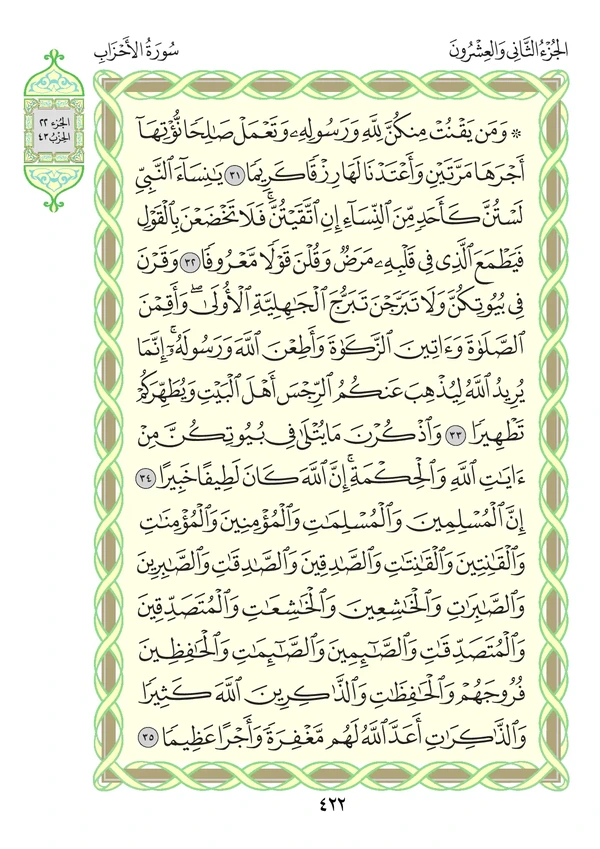 الجُزْءُ الثَّانِي وَالعِشْرُونَ
سُورَةُ الأَحْزَابِ
الجزء ٢٢
الحزب ٤٣
۞ وَمَن يَقْنُتْ مِنكُنَّ لِلَّهِ وَرَسُولِهِۦ وَتَعْمَلْ صَٰلِحًا نُّؤْتِهَآ
أَجْرَهَا مَرَّتَيْنِ وَأَعْتَدْنَا لَهَا رِزْقًا كَرِيمًا ٣١ يَٰنِسَآءَ ٱلنَّبِيِّ
لَسْتُنَّ كَأَحَدٍ مِّنَ ٱلنِّسَآءِ إِنِ ٱتَّقَيْتُنَّۚ فَلَا تَخْضَعْنَ بِٱلْقَوْلِ
فَيَطْمَعَ ٱلَّذِى فِى قَلْبِهِۦ مَرَضٌ وَقُلْنَ قَوْلًا مَّعْرُوفًا ٣٢ وَقَرْنَ
فِى بُيُوتِكُنَّ وَلَا تَبَرَّجْنَ تَبَرُّجَ ٱلْجَٰهِلِيَّةِ ٱلْأُولَىٰۖ وَأَقِمْنَ
ٱلصَّلَوٰةَ وَءَاتِينَ ٱلزَّكَوٰةَ وَأَطِعْنَ ٱللَّهَ وَرَسُولَهُۥٓۚ إِنَّمَا
يُرِيدُ ٱللَّهُ لِيُذْهِبَ عَنكُمُ ٱلرِّجْسَ أَهْلَ ٱلْبَيْتِ وَيُطَهِّرَكُمْ
تَطْهِيرًا ٣٣ وَٱذْكُرْنَ مَا يُتْلَىٰ فِى بُيُوتِكُنَّ مِنْ
ءَايَٰتِ ٱللَّهِ وَٱلْحِكْمَةِۚ إِنَّ ٱللَّهَ كَانَ لَطِيفًا خَبِيرًا ٣٤
إِنَّ ٱلْمُسْلِمِينَ وَٱلْمُسْلِمَٰتِ وَٱلْمُؤْمِنِينَ وَٱلْمُؤْمِنَٰتِ
وَٱلْقَٰنِتِينَ وَٱلْقَٰنِتَٰتِ وَٱلصَّٰدِقِينَ وَٱلصَّٰدِقَٰتِ وَٱلصَّٰبِرِينَ
وَٱلصَّٰبِرَٰتِ وَٱلْخَٰشِعِينَ وَٱلْخَٰشِعَٰتِ وَٱلْمُتَصَدِّقِينَ
وَٱلْمُتَصَدِّقَٰتِ وَٱلصَّٰٓئِمِينَ وَٱلصَّٰٓئِمَٰتِ وَٱلْحَٰفِظِينَ
فُرُوجَهُمْ وَٱلْحَٰفِظَٰتِ وَٱلذَّٰكِرِينَ ٱللَّهَ كَثِيرًا
وَٱلذَّٰكِرَٰتِ أَعَدَّ ٱللَّهُ لَهُم مَّغْفِرَةً وَأَجْرًا عَظِيمًا ٣٥
٤٢٢